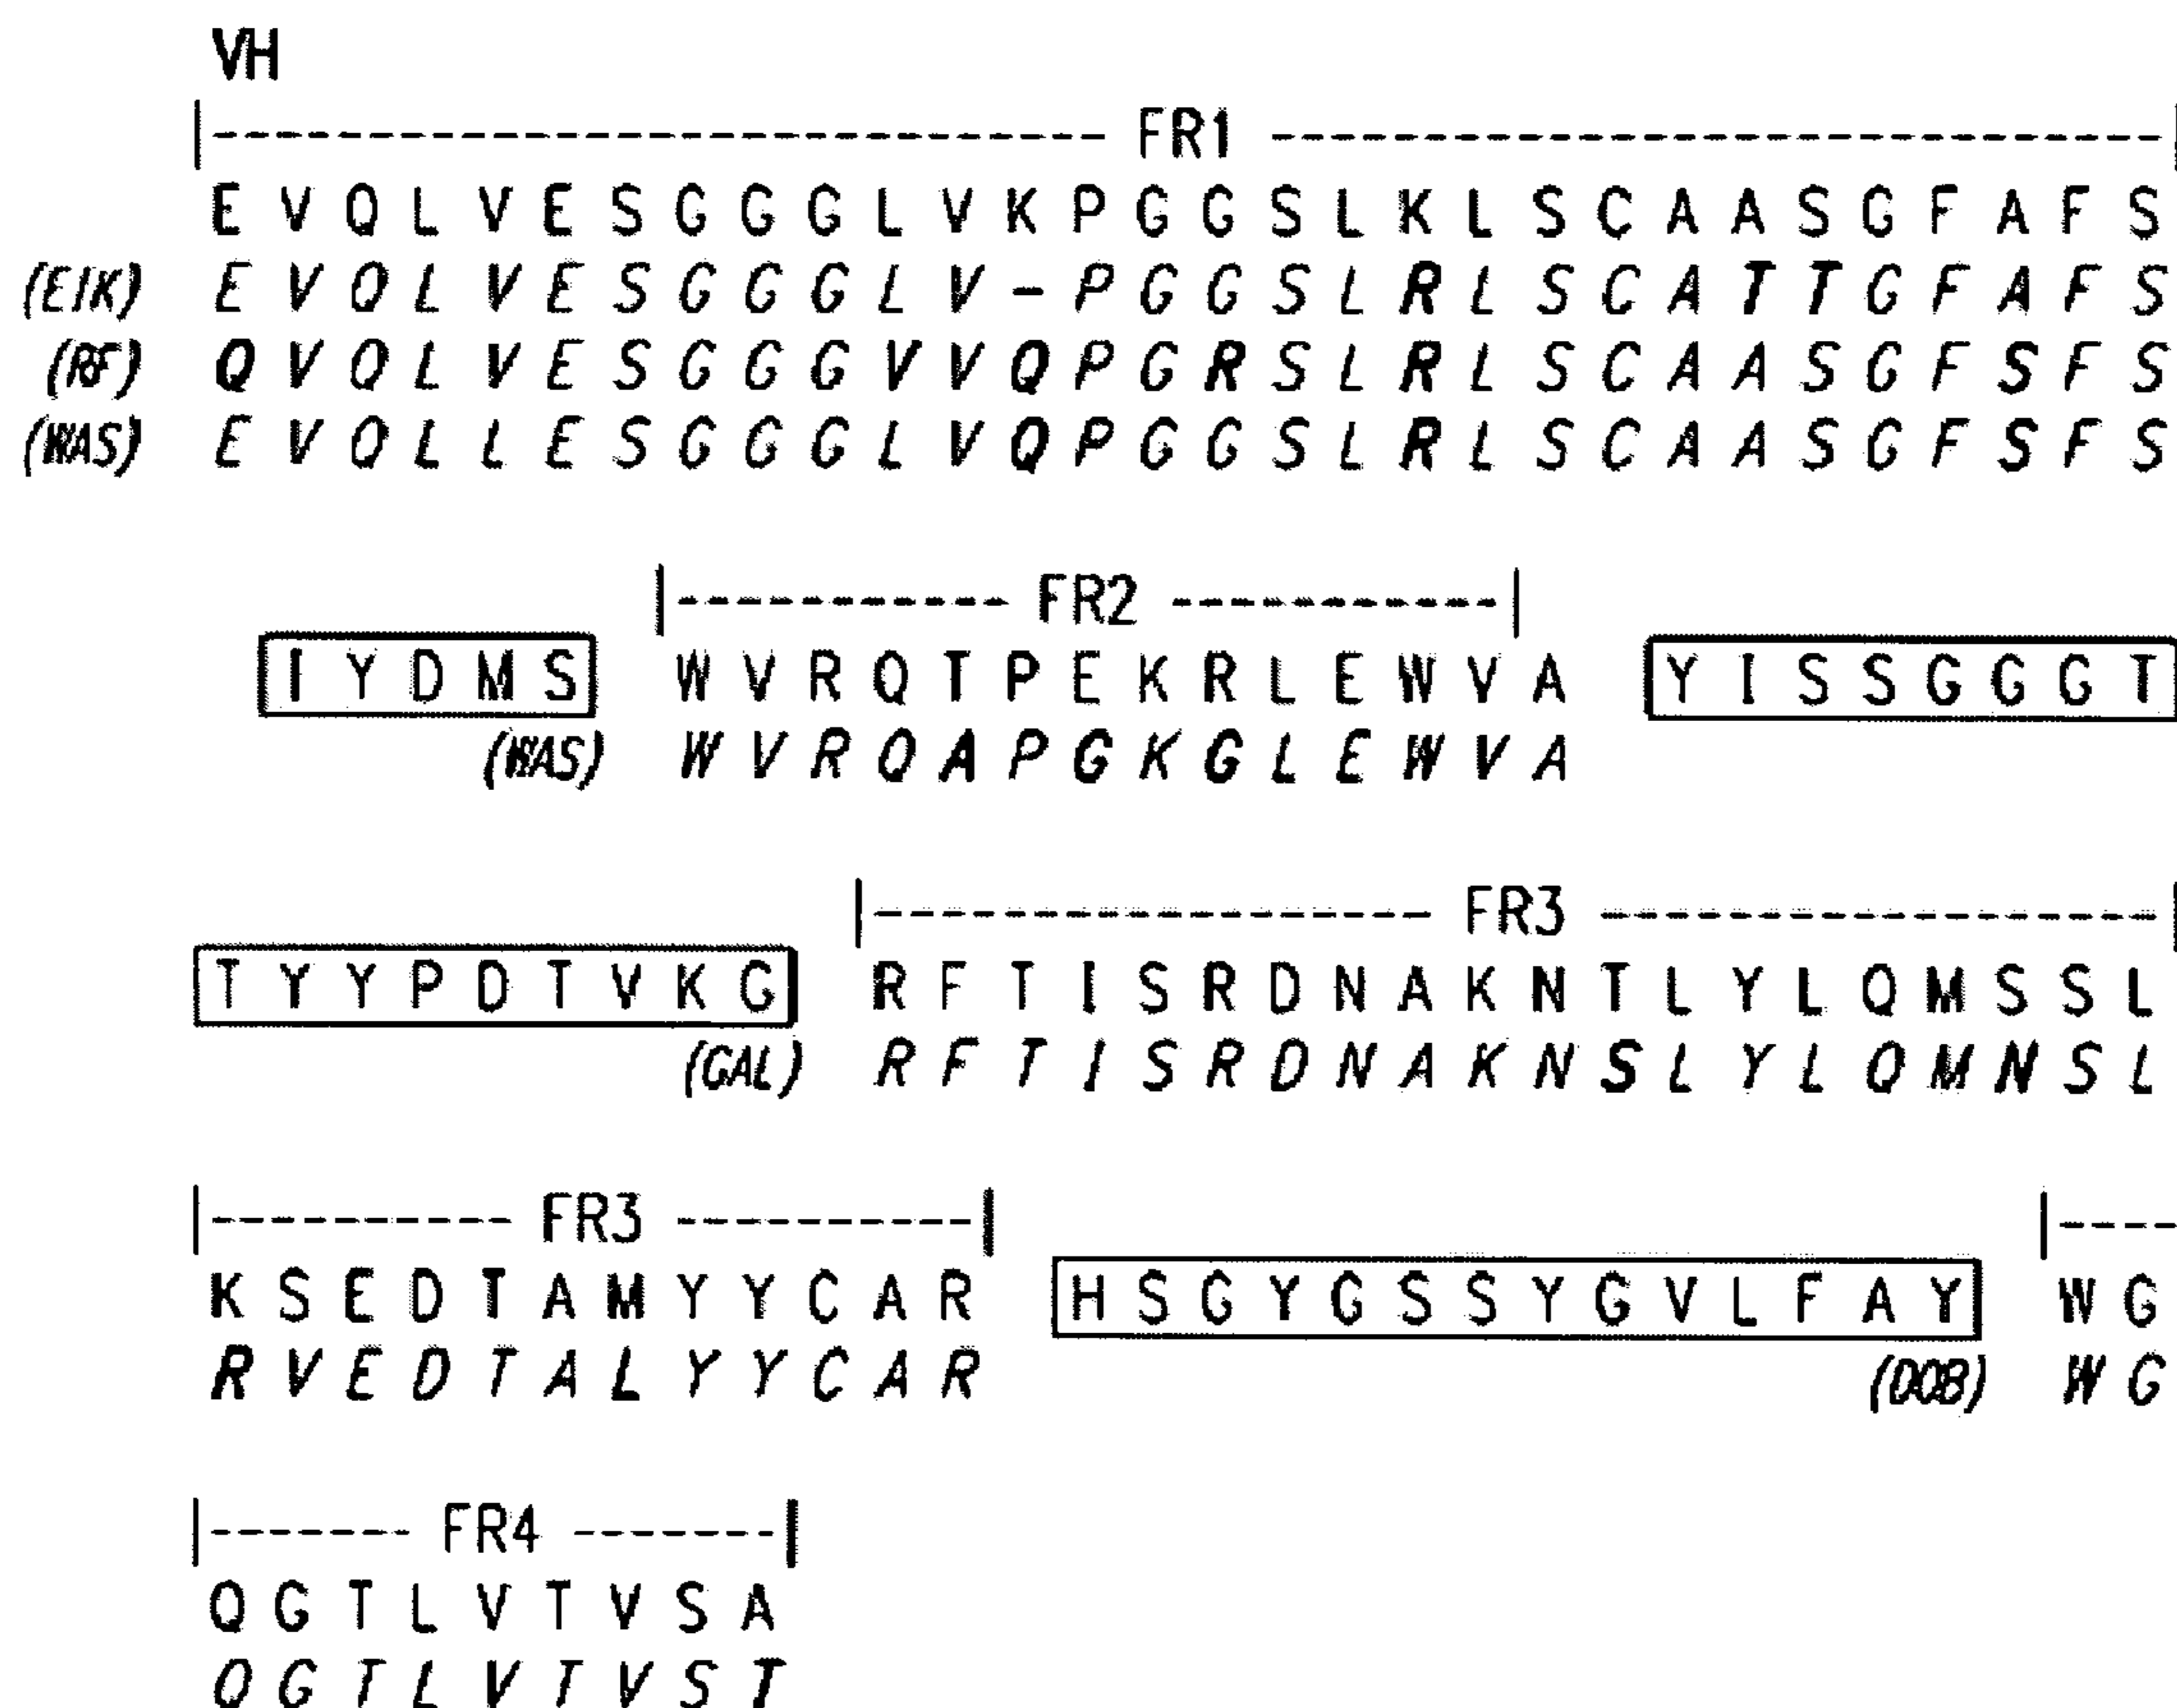 VH
|---------------------------- FR1 ----------------------------|
E V Q L V E S G G G L V K P G G S L K L S C A A S G F A F S
(EIK) E V Q L V E S G G G L V - P G G S L R L S C A T T G F A F S
(RF) Q V Q L V E S G G G V V Q P G R S L R L S C A A S G F S F S
(WAS) E V Q L L E S G G G L V Q P G G S L R L S C A A S G F S F S
|------------ FR2 ------------|
I Y D M S W V R Q T P E K R L E W V A Y I S S G G G T
(WAS) W V R Q A P G K G L E W V A
|----------------- FR3 -----------------|
T Y Y P D T V K G R F T I S R D N A K N T L Y L Q M S S L
(GAL) R F T I S R D N A K N S L Y L Q M N S L
|----------- FR3 -----------| |----
K S E D T A M Y Y C A R H S G Y G S S Y G V L F A Y W G
R V E D T A L Y Y C A R (DOB) W G
|------- FR4 -------|
Q G T L V T V S A
Q G T L V T V S T